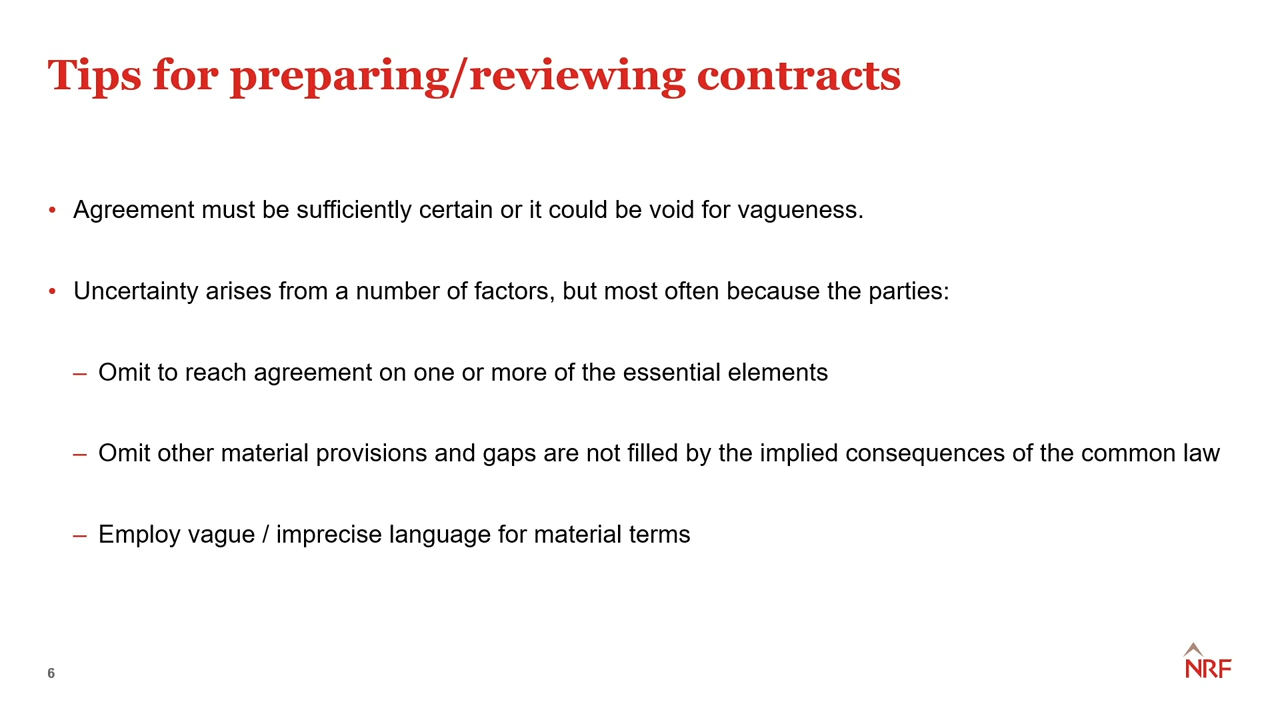 Tips for preparing/reviewing contracts
• Agreement must be sufficiently certain or it could be void for vagueness.
• Uncertainty arises from a number of factors, but most often because the parties:
– Omit to reach agreement on one or more of the essential elements
– Omit other material provisions and gaps are not filled by the implied consequences of the common law
– Employ vague / imprecise language for material terms
6
NRF